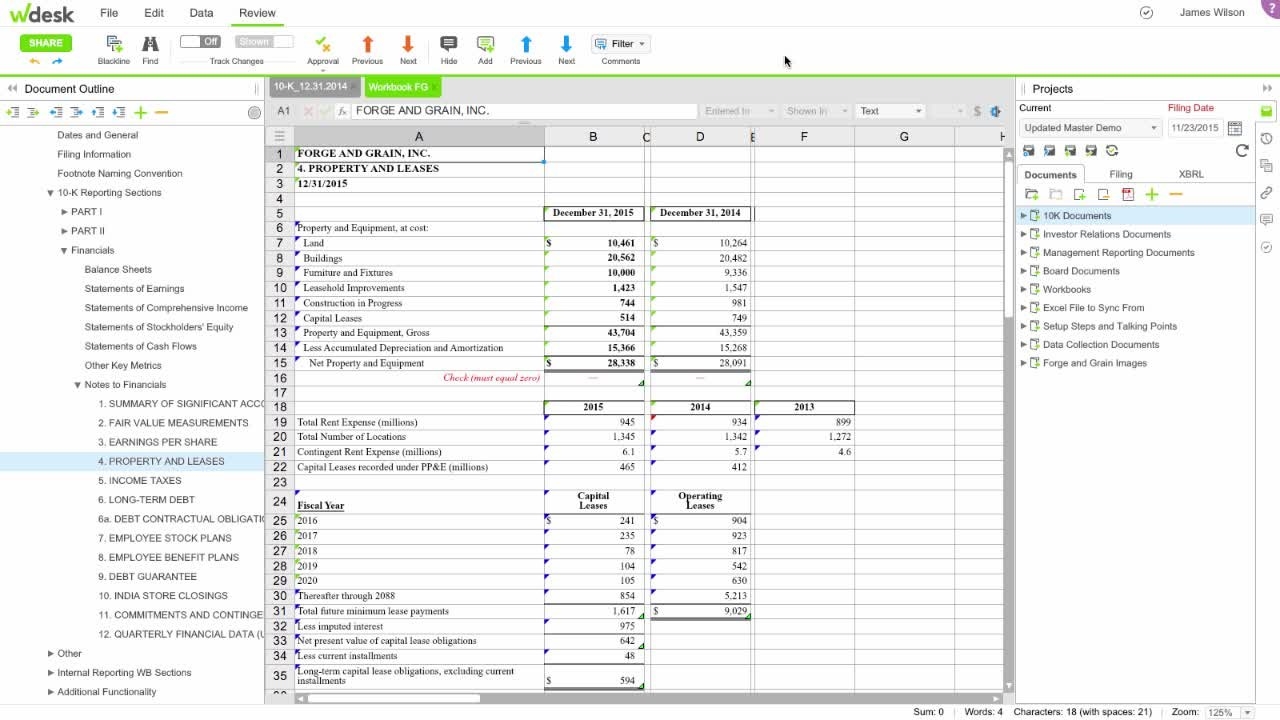 wdesk File Edit Data Review James Wilson ?
SHARE Off Shown Filter
Blackline Find Track Changes Approval Previous Next Hide Add Previous Next Comments
Document Outline
Dates and General
Filing Information
Footnote Naming Convention
10-K Reporting Sections
PART I
PART II
Financials
Balance Sheets
Statements of Earnings
Statements of Comprehensive Income
Statements of Stockholders' Equity
Statements of Cash Flows
Other Key Metrics
Notes to Financials
1. SUMMARY OF SIGNIFICANT ACCO
2. FAIR VALUE MEASUREMENTS
3. EARNINGS PER SHARE
4. PROPERTY AND LEASES
5. INCOME TAXES
6. LONG-TERM DEBT
6a. DEBT CONTRACTUAL OBLIGATI
7. EMPLOYEE STOCK PLANS
8. EMPLOYEE BENEFIT PLANS
9. DEBT GUARANTEE
10. INDIA STORE CLOSINGS
11. COMMITMENTS AND CONTINGE
12. QUARTERLY FINANCIAL DATA (U
Other
Internal Reporting WB Sections
Additional Functionality
10-K_12.31.2014 Workbook FG
A1 fx FORGE AND GRAIN, INC. Entered in Shown in Text $
A B C D E F G H
1 FORGE AND GRAIN, INC.
2 4. PROPERTY AND LEASES
3 12/31/2015
4
5 December 31, 2015 December 31, 2014
6 Property and Equipment, at cost:
7 Land $ 10,461 $ 10,264
8 Buildings 20,562 20,482
9 Furniture and Fixtures 10,000 9,336
10 Leasehold Improvements 1,423 1,547
11 Construction in Progress 744 981
12 Capital Leases 514 749
13 Property and Equipment, Gross 43,704 43,359
14 Less Accumulated Depreciation and Amortization 15,366 15,268
15 Net Property and Equipment $ 28,338 $ 28,091
16 Check (must equal zero) — —
17
18 2015 2014 2013
19 Total Rent Expense (millions) 945 934 899
20 Total Number of Locations 1,345 1,342 1,272
21 Contingent Rent Expense (millions) 6.1 5.7 4.6
22 Capital Leases recorded under PP&E (millions) 465 412
23
24 Fiscal Year Capital Leases Operating Leases
25 2016 $ 241 $ 904
26 2017 235 923
27 2018 78 817
28 2019 104 542
29 2020 105 630
30 Thereafter through 2088 854 5,213
31 Total future minimum lease payments 1,617 $ 9,029
32 Less imputed interest 975
33 Net present value of capital lease obligations 642
34 Less current installments 48
35 Long-term capital lease obligations, excluding current installments $ 594
Projects
Current Filing Date
Updated Master Demo 11/23/2015
Documents Filing XBRL
10K Documents
Investor Relations Documents
Management Reporting Documents
Board Documents
Workbooks
Excel File to Sync From
Setup Steps and Talking Points
Data Collection Documents
Forge and Grain Images
Sum: 0 Words: 4 Characters: 18 (with spaces: 21) Zoom: 125%